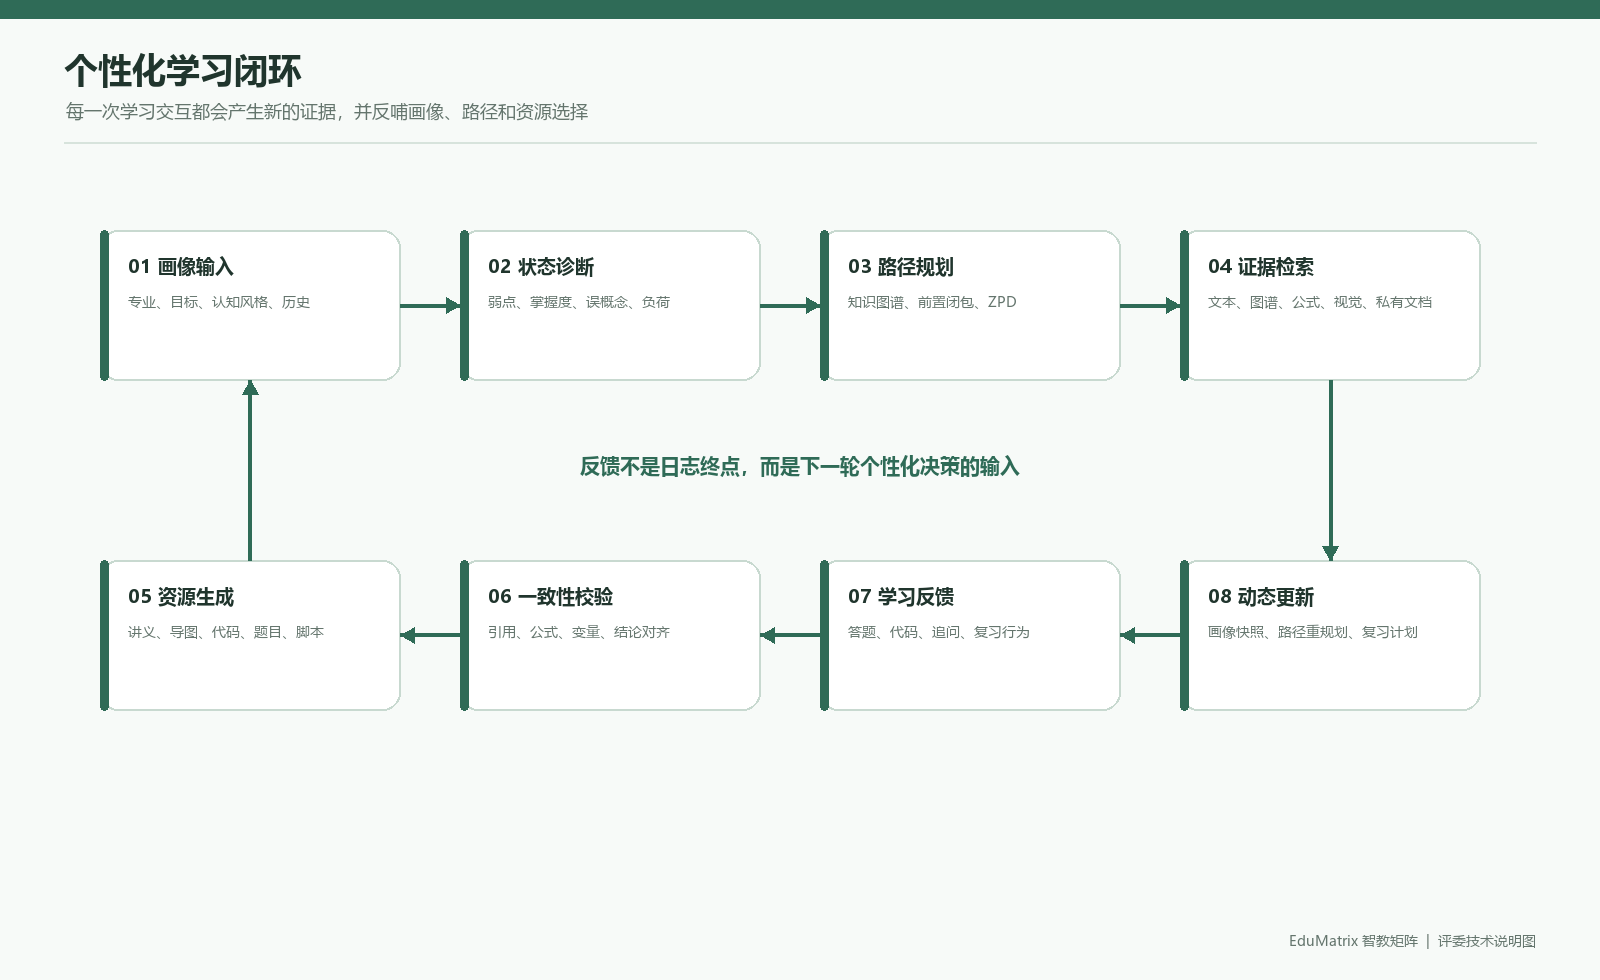 个性化学习闭环
每一次学习交互都会产生新的证据，并反哺画像、路径和资源选择
01 画像输入
专业、目标、认知风格、历史
02 状态诊断
弱点、掌握度、误概念、负荷
03 路径规划
知识图谱、前置闭包、ZPD
04 证据检索
文本、图谱、公式、视觉、私有文档
反馈不是日志终点，而是下一轮个性化决策的输入
05 资源生成
讲义、导图、代码、题目、脚本
06 一致性校验
引用、公式、变量、结论对齐
07 学习反馈
答题、代码、追问、复习行为
08 动态更新
画像快照、路径重规划、复习计划
EduMatrix 智教矩阵 | 评委技术说明图